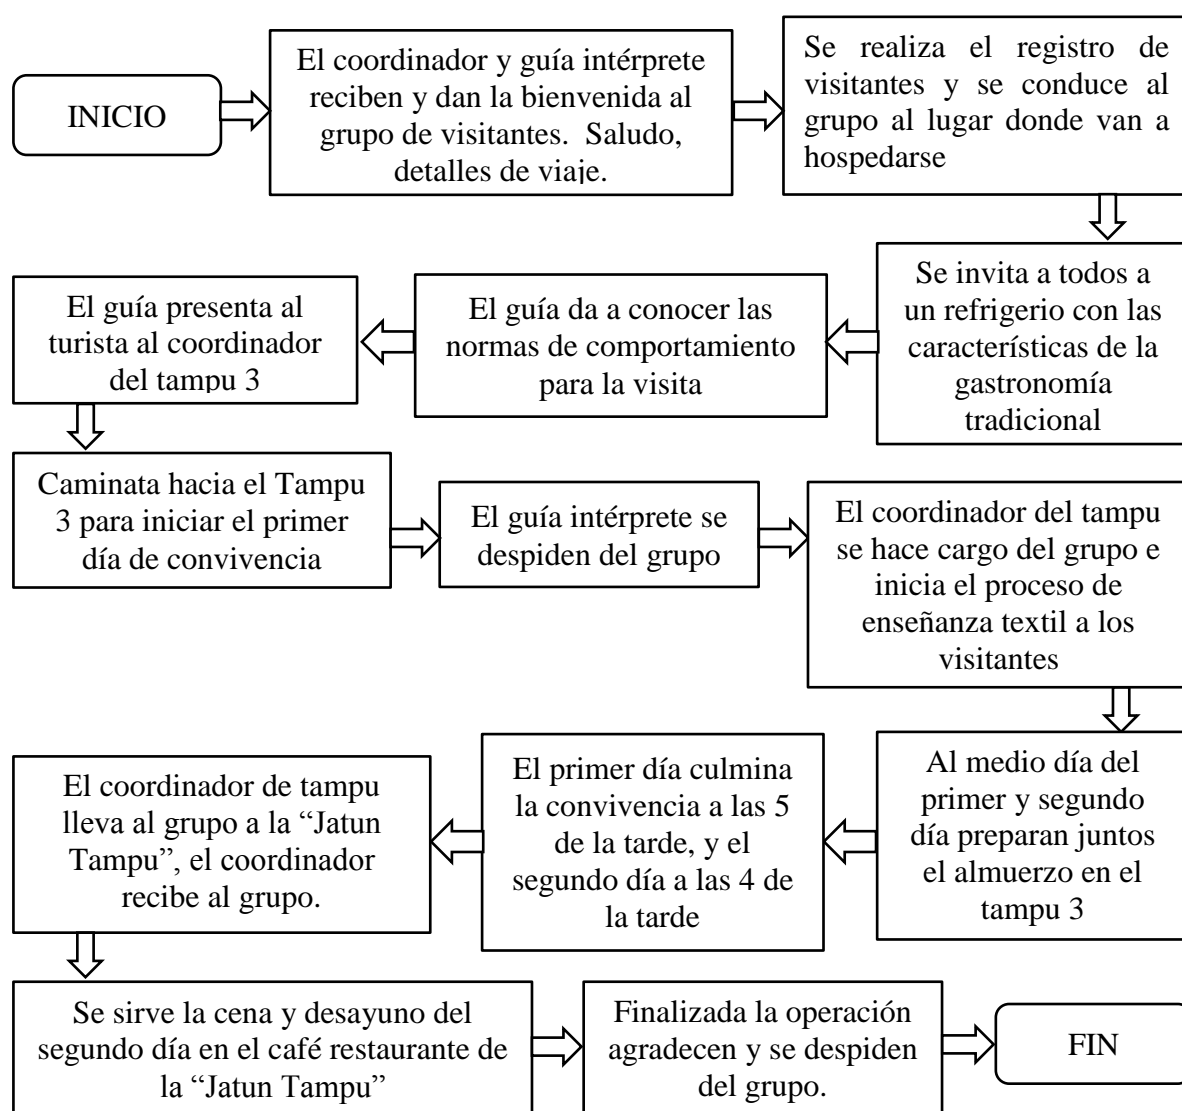 INICIO
El coordinador y guía intérprete
reciben y dan la bienvenida al
grupo de visitantes.  Saludo,
detalles de viaje.
Se realiza el registro de
visitantes y se conduce al
grupo al lugar donde van a
hospedarse
Se invita a todos a
un refrigerio con las
características de la
gastronomía
tradicional
El guía da a conocer las
normas de comportamiento
para la visita
El guía presenta al
turista al coordinador
del tampu 3
Caminata hacia el Tampu
3 para iniciar el primer
día de convivencia
El guía intérprete se
despiden del grupo
El coordinador del tampu
se hace cargo del grupo e
inicia el proceso de
enseñanza textil a los
visitantes
Al medio día del
primer y segundo
día preparan juntos
el almuerzo en el
tampu 3
El primer día culmina
la convivencia a las 5
de la tarde, y el
segundo día a las 4 de
la tarde
El coordinador de tampu
lleva al grupo a la “Jatun
Tampu”, el coordinador
recibe al grupo.
Se sirve la cena y desayuno del
segundo día en el café restaurante de
la “Jatun Tampu”
Finalizada la operación
agradecen y se despiden
del grupo.
FIN